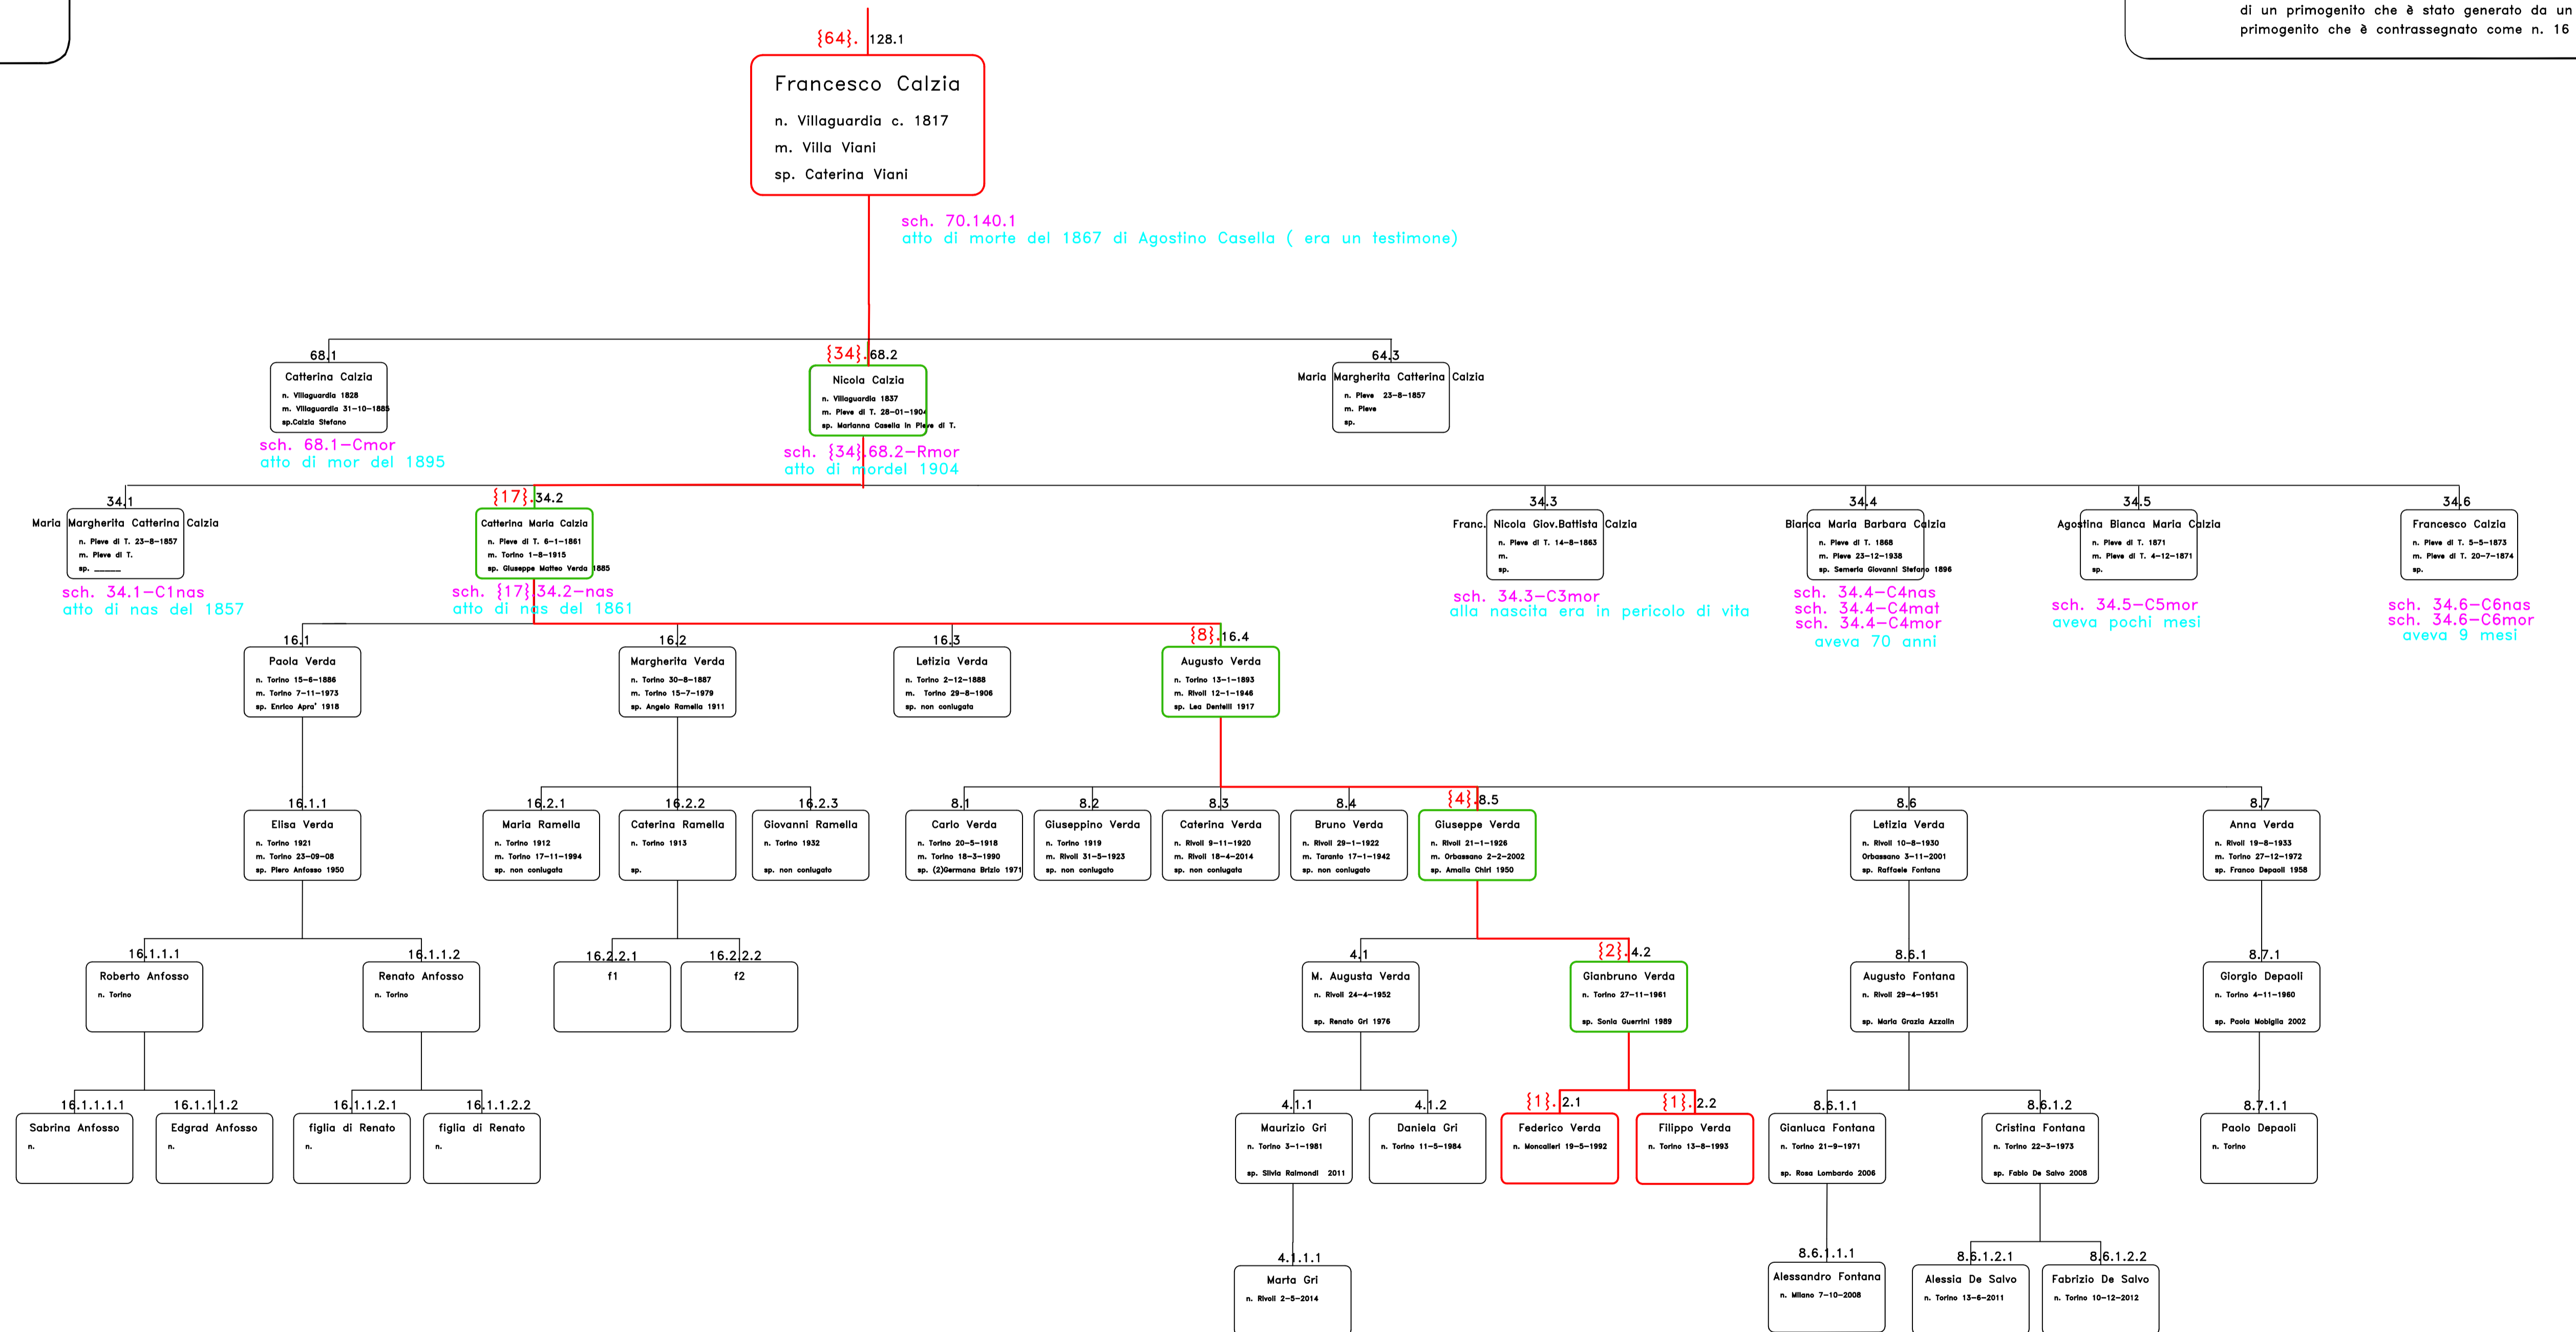 di un primogenito che è stato generato da un
primogenito che è contrassegnato come n. 16
{64}. 128.1
Francesco Calzia
n. Villaguardia c. 1817
m. Villa Viani
sp. Caterina Viani
sch. 70.140.1
atto di morte del 1867 di Agostino Casella ( era un testimone)
68.1
Catterina Calzia
n. Villaguardia 1828
m. Villaguardia 31-10-1885
sp.Calzia Stefano
sch. 68.1-Cmor
atto di mor del 1895
{34}.68.2
Nicola Calzia
n. Villaguardia 1837
m. Pieve di T. 28-01-1904
sp. Marianna Casella in Pieve di T.
sch. {34}.68.2-Rmor
atto di mordel 1904
64.3
Maria Margherita Catterina Calzia
n. Pieve 23-8-1857
m. Pieve
sp.
34.1
Maria Margherita Catterina Calzia
n. Pieve di T. 23-8-1857
m. Pieve di T.
sp. _____
sch. 34.1-C1nas
atto di nas del 1857
{17}.34.2
Catterina Maria Calzia
n. Pieve di T. 6-1-1861
m. Torino 1-8-1915
sp. Giuseppe Matteo Verda 1885
sch. {17}.34.2-nas
atto di nas del 1861
34.3
Franc. Nicola Giov.Battista Calzia
n. Pieve di T. 14-8-1863
m.
sp.
sch. 34.3-C3mor
alla nascita era in pericolo di vita
34.4
Bianca Maria Barbara Calzia
n. Pieve di T. 1868
m. Pieve 23-12-1938
sp. Semeria Giovanni Stefano 1896
sch. 34.4-C4nas
sch. 34.4-C4mat
sch. 34.4-C4mor
aveva 70 anni
34.5
Agostina Bianca Maria Calzia
n. Pieve di T. 1871
m. Pieve di T. 4-12-1871
sp.
sch. 34.5-C5mor
aveva pochi mesi
34.6
Francesco Calzia
n. Pieve di T. 5-5-1873
m. Pieve di T. 20-7-1874
sp.
sch. 34.6-C6nas
sch. 34.6-C6mor
aveva 9 mesi
16.1
Paola Verda
n. Torino 15-6-1886
m. Torino 7-11-1973
sp. Enrico Apra' 1918
16.2
Margherita Verda
n. Torino 30-8-1887
m. Torino 15-7-1979
sp. Angelo Ramella 1911
16.3
Letizia Verda
n. Torino 2-12-1888
m. Torino 29-8-1906
sp. non coniugata
{8}.16.4
Augusto Verda
n. Torino 13-1-1893
m. Rivoli 12-1-1946
sp. Lea Dentelli 1917
16.1.1
Elisa Verda
n. Torino 1921
m. Torino 23-09-08
sp. Piero Anfosso 1950
16.2.1
Maria Ramella
n. Torino 1912
m. Torino 17-11-1994
sp. non coniugata
16.2.2
Caterina Ramella
n. Torino 1913
sp.
16.2.3
Giovanni Ramella
n. Torino 1932
sp. non coniugato
8.1
Carlo Verda
n. Torino 20-5-1918
m. Torino 18-3-1990
sp. (2)Germana Brizio 1971
8.2
Giuseppino Verda
n. Torino 1919
m. Rivoli 31-5-1923
sp. non coniugato
8.3
Caterina Verda
n. Rivoli 9-11-1920
m. Rivoli 18-4-2014
sp. non coniugata
8.4
Bruno Verda
n. Rivoli 29-1-1922
m. Taranto 17-1-1942
sp. non coniugato
{4}.8.5
Giuseppe Verda
n. Rivoli 21-1-1926
m. Orbassano 2-2-2002
sp. Amalia Chiri 1950
8.6
Letizia Verda
n. Rivoli 10-8-1930
Orbassano 3-11-2001
sp. Raffaele Fontana
8.7
Anna Verda
n. Rivoli 19-8-1933
m. Torino 27-12-1972
sp. Franco Depaoli 1958
16.1.1.1
Roberto Anfosso
n. Torino
16.1.1.2
Renato Anfosso
n. Torino
16.2.2.1
f1
16.2.2.2
f2
4.1
M. Augusta Verda
n. Rivoli 24-4-1952
sp. Renato Gri 1976
{2}.4.2
Gianbruno Verda
n. Torino 27-11-1961
sp. Sonia Guerrini 1989
8.6.1
Augusto Fontana
n. Rivoli 29-4-1951
sp. Maria Grazia Azzalin
8.7.1
Giorgio Depaoli
n. Torino 4-11-1960
sp. Paola Mobiglia 2002
16.1.1.1.1
Sabrina Anfosso
n.
16.1.1.1.2
Edgrad Anfosso
n.
16.1.1.2.1
figlia di Renato
n.
16.1.1.2.2
figlia di Renato
n.
4.1.1
Maurizio Gri
n. Torino 3-1-1981
sp. Silvia Raimondi 2011
4.1.2
Daniela Gri
n. Torino 11-5-1984
{1}.2.1
Federico Verda
n. Moncalieri 19-5-1992
{1}.2.2
Filippo Verda
n. Torino 13-8-1993
8.6.1.1
Gianluca Fontana
n. Torino 21-9-1971
sp. Rosa Lombardo 2006
8.6.1.2
Cristina Fontana
n. Torino 22-3-1973
sp. Fabio De Salvo 2008
8.7.1.1
Paolo Depaoli
n. Torino
4.1.1.1
Marta Gri
n. Rivoli 2-5-2014
8.6.1.1.1
Alessandro Fontana
n. Milano 7-10-2008
8.6.1.2.1
Alessia De Salvo
n. Torino 13-6-2011
8.6.1.2.2
Fabrizio De Salvo
n. Torino 10-12-2012